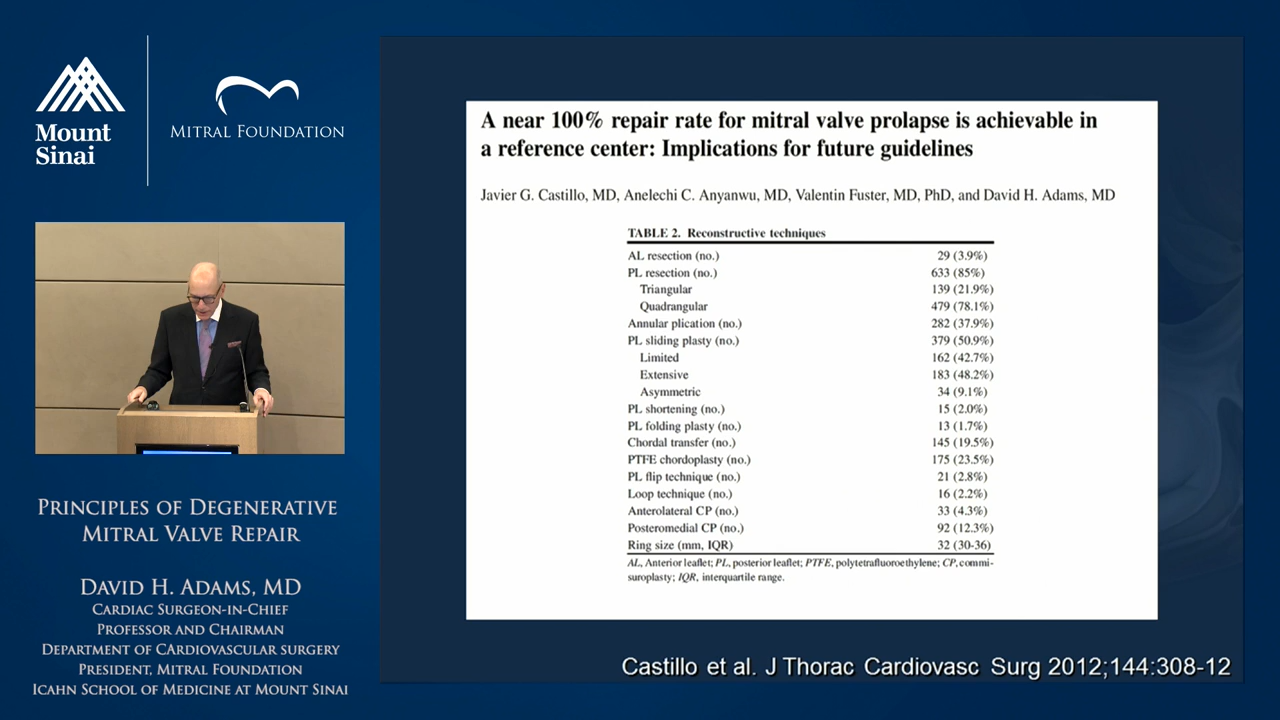 Mount
Sinai
MITRAL FOUNDATION
PRINCIPLES OF DEGENERATIVE
MITRAL VALVE REPAIR
DAVID H. ADAMS, MD
CARDIAC SURGEON-IN-CHIEF
PROFESSOR AND CHAIRMAN
DEPARTMENT OF CARDIOVASCULAR SURGERY
PRESIDENT, MITRAL FOUNDATION
ICAHN SCHOOL OF MEDICINE AT MOUNT SINAI
A near 100% repair rate for mitral valve prolapse is achievable in
a reference center: Implications for future guidelines
Javier G. Castillo, MD, Anelechi C. Anyanwu, MD, Valentin Fuster, MD, PhD, and David H. Adams, MD
TABLE 2. Reconstructive techniques
AL resection (no.) 29 (3.9%)
PL resection (no.) 633 (85%)
Triangular 139 (21.9%)
Quadrangular 479 (78.1%)
Annular plication (no.) 282 (37.9%)
PL sliding plasty (no.) 379 (50.9%)
Limited 162 (42.7%)
Extensive 183 (48.2%)
Asymmetric 34 (9.1%)
PL shortening (no.) 15 (2.0%)
PL folding plasty (no.) 13 (1.7%)
Chordal transfer (no.) 145 (19.5%)
PTFE chordoplasty (no.) 175 (23.5%)
PL flip technique (no.) 21 (2.8%)
Loop technique (no.) 16 (2.2%)
Anterolateral CP (no.) 33 (4.3%)
Posteromedial CP (no.) 92 (12.3%)
Ring size (mm, IQR) 32 (30-36)
AL, Anterior leaflet; PL, posterior leaflet; PTFE, polytetrafluoroethylene; CP, commi-
suroplasty; IQR, interquartile range.
Castillo et al. J Thorac Cardiovasc Surg 2012;144:308-12